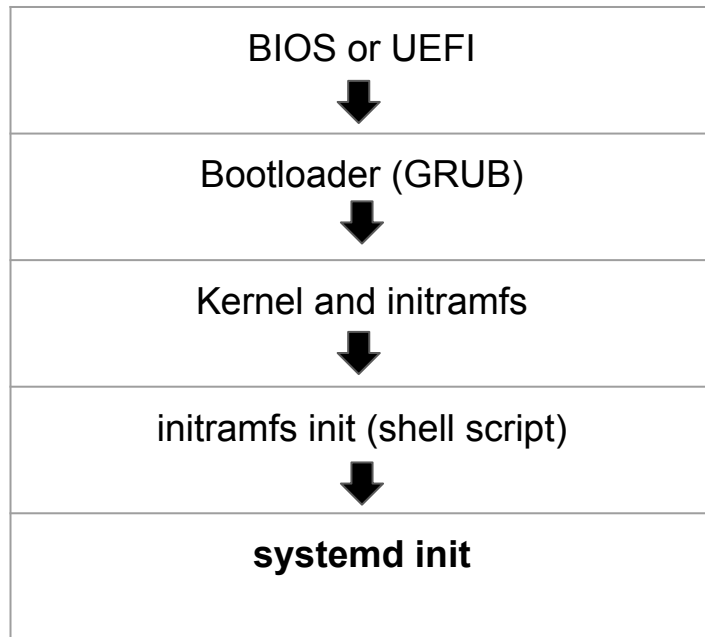 BIOS or UEFI
Bootloader (GRUB)
Kernel and initramfs
initramfs init (shell script)
systemd init